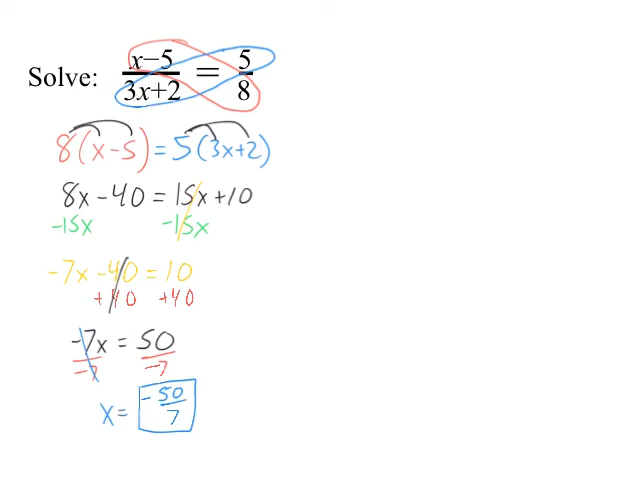 Solve: x−5/3x+2 = 5/8
8(x-5) = 5(3x+2)
8x-40 = 15x+10
-15x -15x
-7x-40 = 10
+40 +40
-7x = 50
-7 -7
x = -50/7